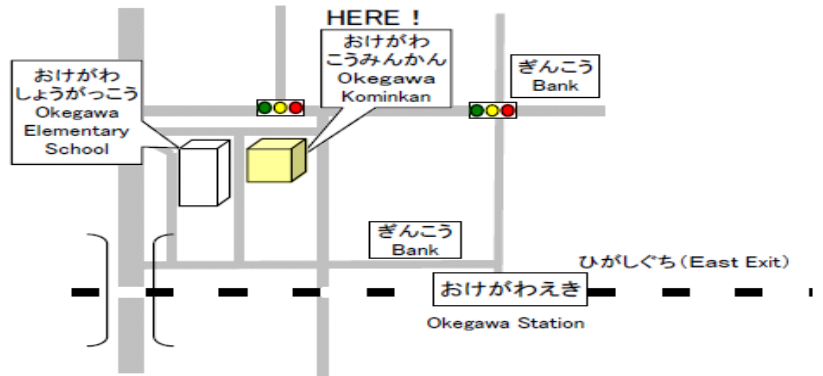 HERE！
おけがわ
こうみんかん
Okegawa
Kominkan
ぎんこう
Bank
おけがわ
しょうがっこう
Okegawa
Elementary
School
ぎんこう
Bank
ひがしぐち（East Exit）
おけがわえき
Okegawa Station